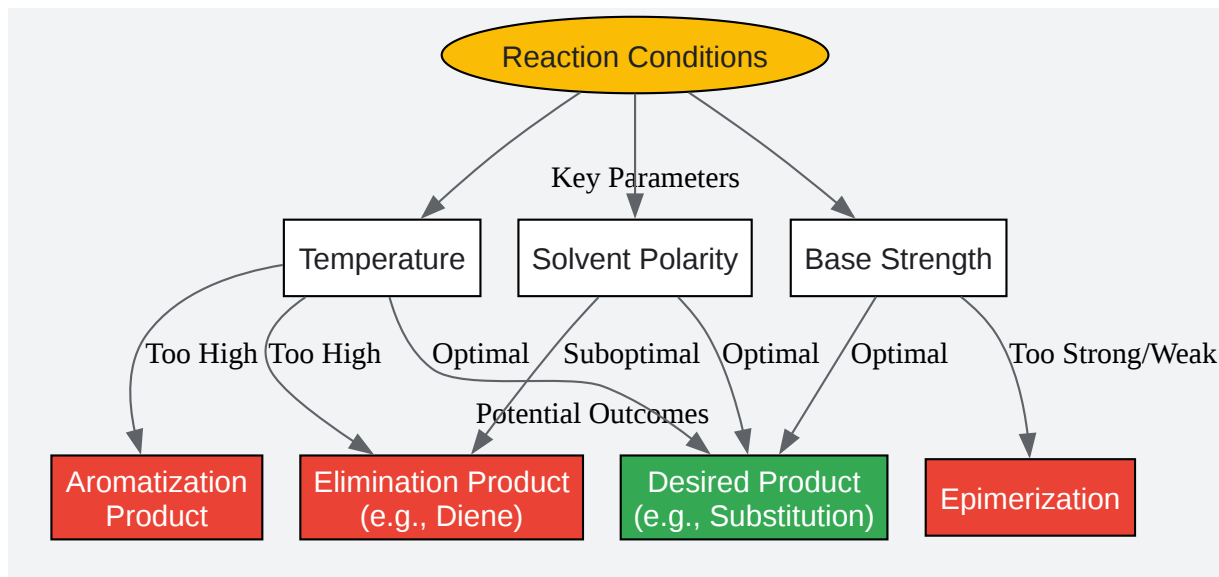 Reaction Conditions
Key Parameters
Temperature
Solvent Polarity
Base Strength
Too High
Too High
Optimal
Suboptimal
Optimal
Optimal
Too Strong/Weak
Potential Outcomes
Aromatization
Product
Elimination Product
(e.g., Diene)
Desired Product
(e.g., Substitution)
Epimerization